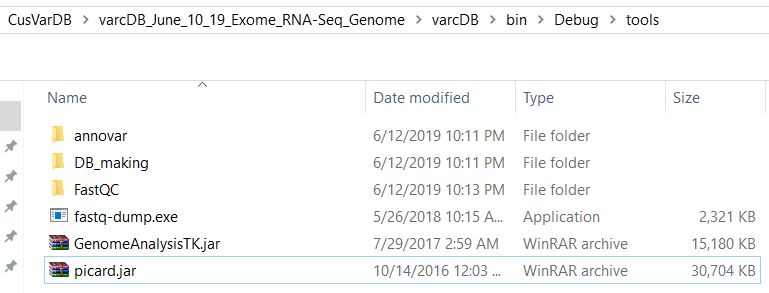 CusVarDB > varcDB_June_10_19_Exome_RNA-Seq_Genome > varcDB > bin > Debug > tools
Name Date modified Type Size
annovar 6/12/2019 10:11 PM File folder
DB_making 6/12/2019 10:11 PM File folder
FastQC 6/12/2019 10:13 PM File folder
fastq-dump.exe 5/26/2018 10:15 A... Application 2,321 KB
GenomeAnalysisTK.jar 7/29/2017 2:59 AM WinRAR archive 15,180 KB
picard.jar 10/14/2016 12:03 ... WinRAR archive 30,704 KB